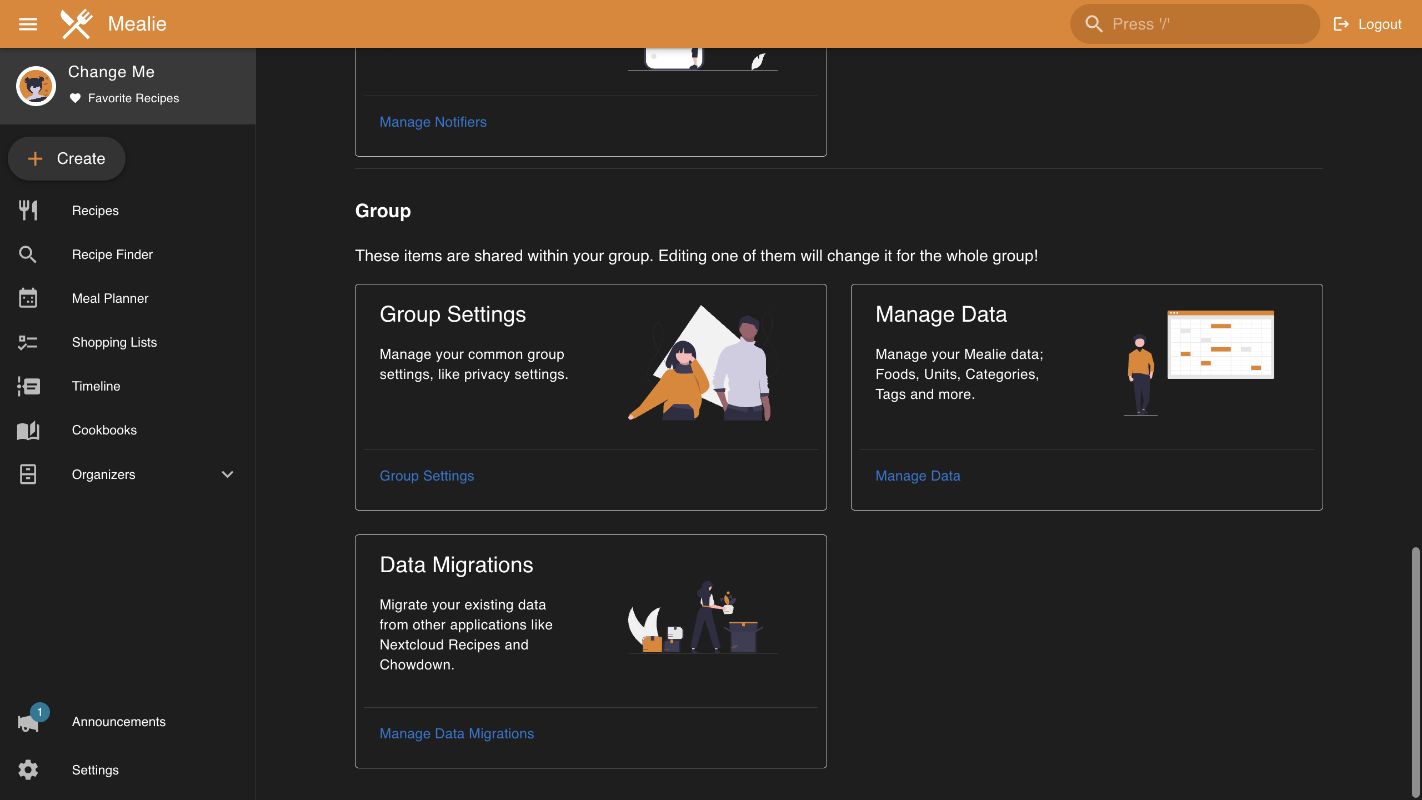 Mealie
Press '/'
Logout
Change Me
Favorite Recipes
Create
Recipes
Recipe Finder
Meal Planner
Shopping Lists
Timeline
Cookbooks
Organizers
1
Announcements
Settings
Manage Notifiers
Group
These items are shared within your group. Editing one of them will change it for the whole group!
Group Settings
Manage your common group
settings, like privacy settings.
Group Settings
Manage Data
Manage your Mealie data;
Foods, Units, Categories,
Tags and more.
Manage Data
Data Migrations
Migrate your existing data
from other applications like
Nextcloud Recipes and
Chowdown.
Manage Data Migrations